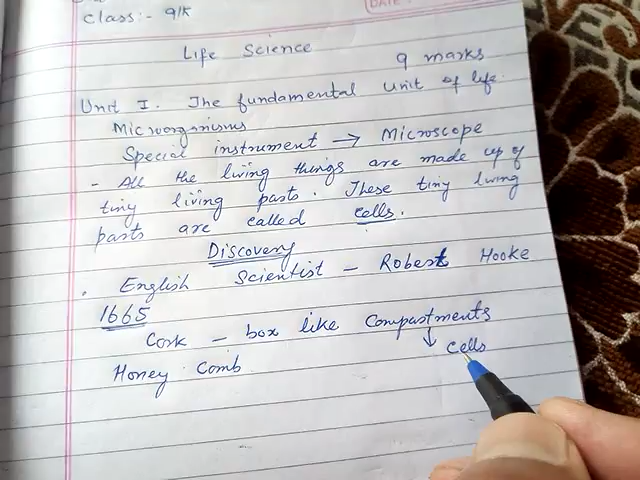 Class:- 9th
DATE
Life Science
9 marks
Unit I. The fundamental Unit of life.
Microorganisms
Special instrument → Microscope
- All the living things are made up of
tiny living parts. These tiny living
parts are called cells.
Discovery
. English Scientist - Robert Hooke
1665
Cork - box like Compartments
↓ cells
Honey Comb